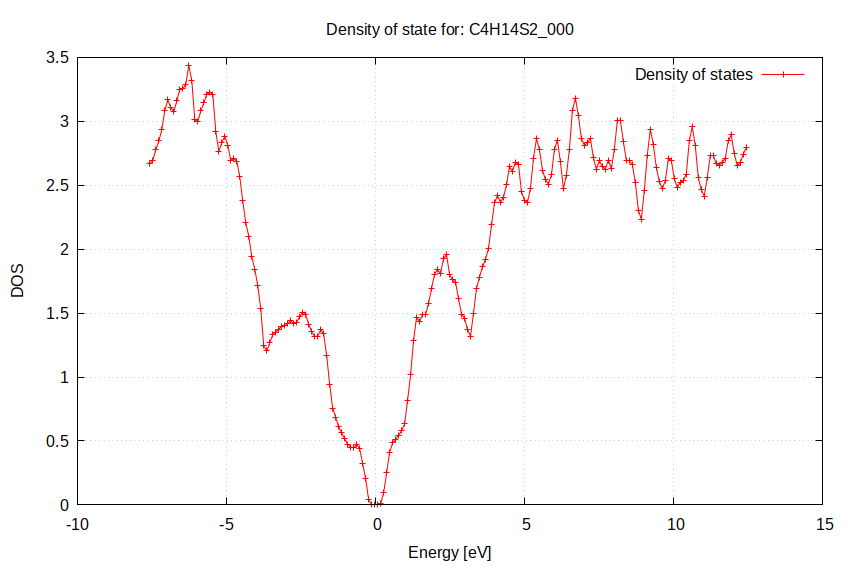 Density of state for: C4H14S2_000
Density of states
3.5
3
2.5
2
1.5
1
0.5
0
DOS
-10 -5 0 5 10 15
Energy [eV]